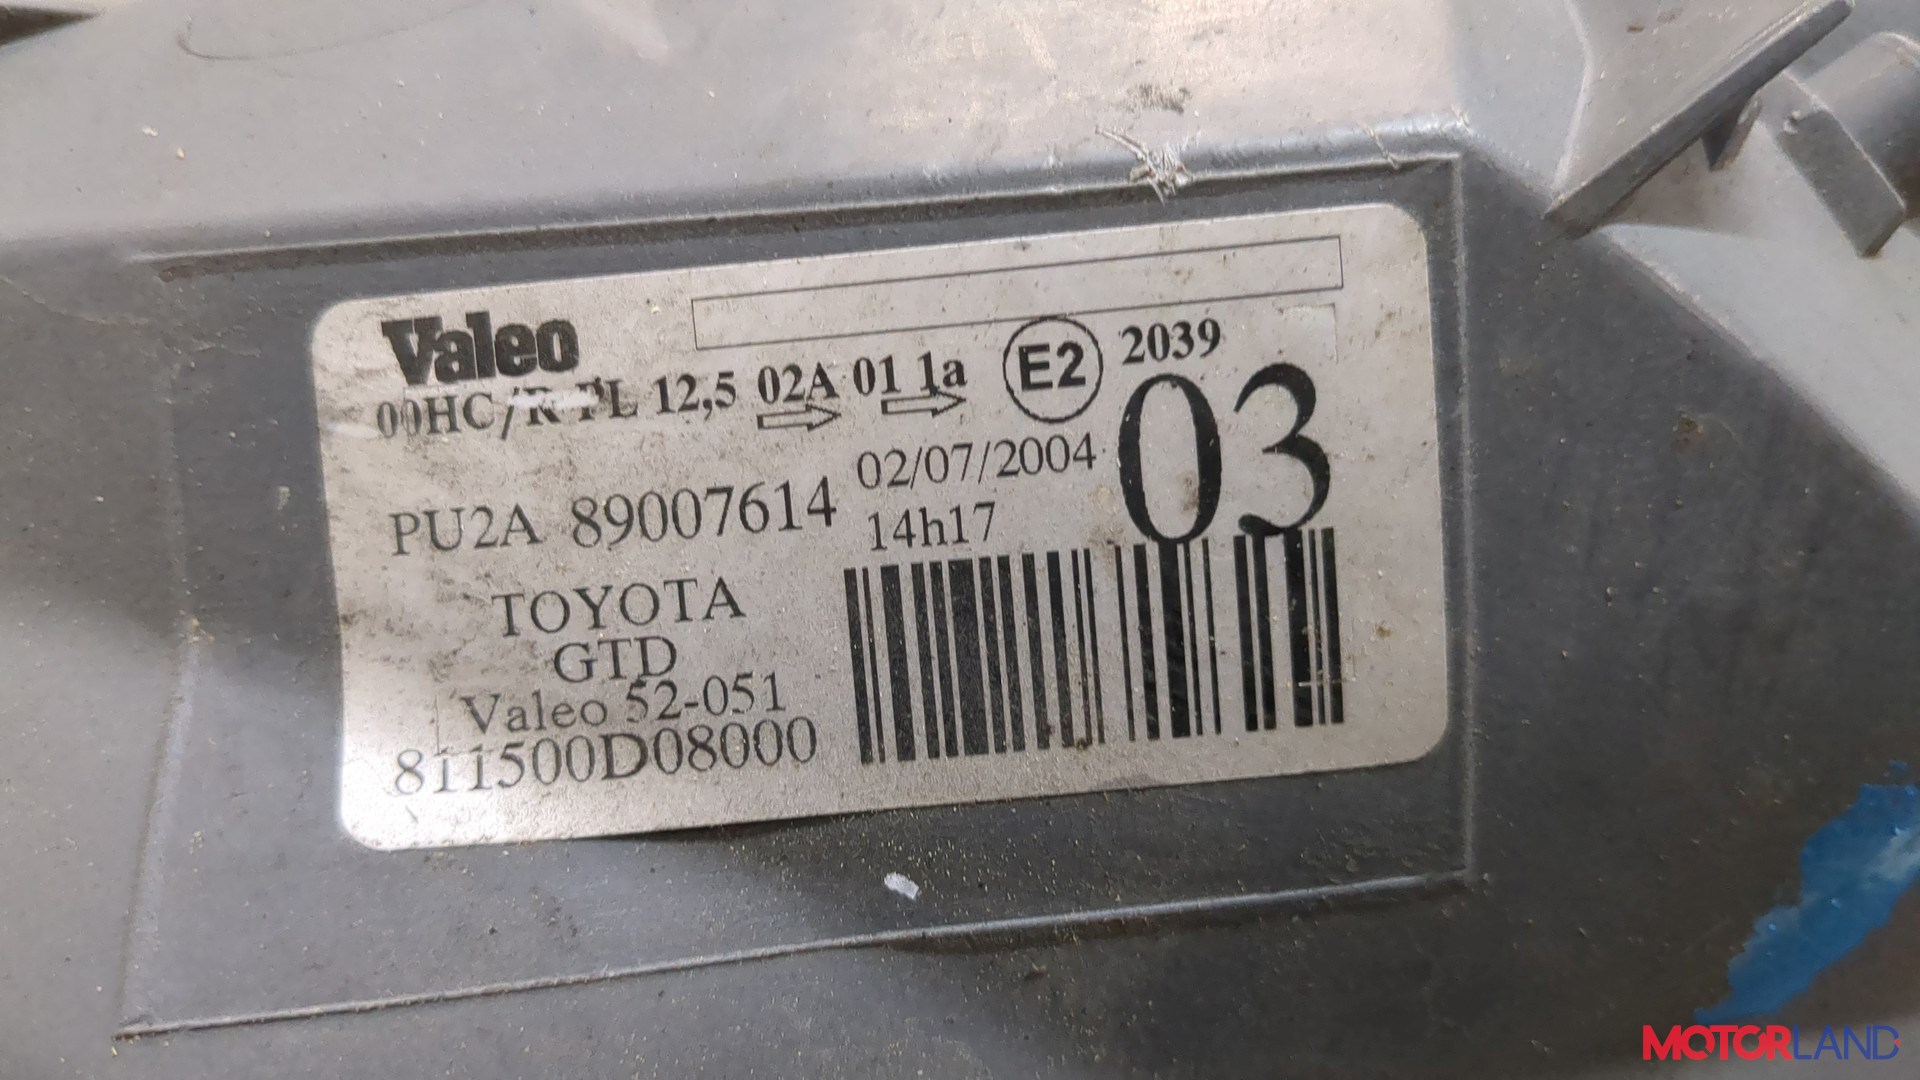 Valeo
00HC/R PL 12,5 02A 01 1a E2 2039
03
PU2A 89007614 02/07/2004
14h17
TOYOTA
GTD
Valeo 52-051
811500D08000
MOTORLAND